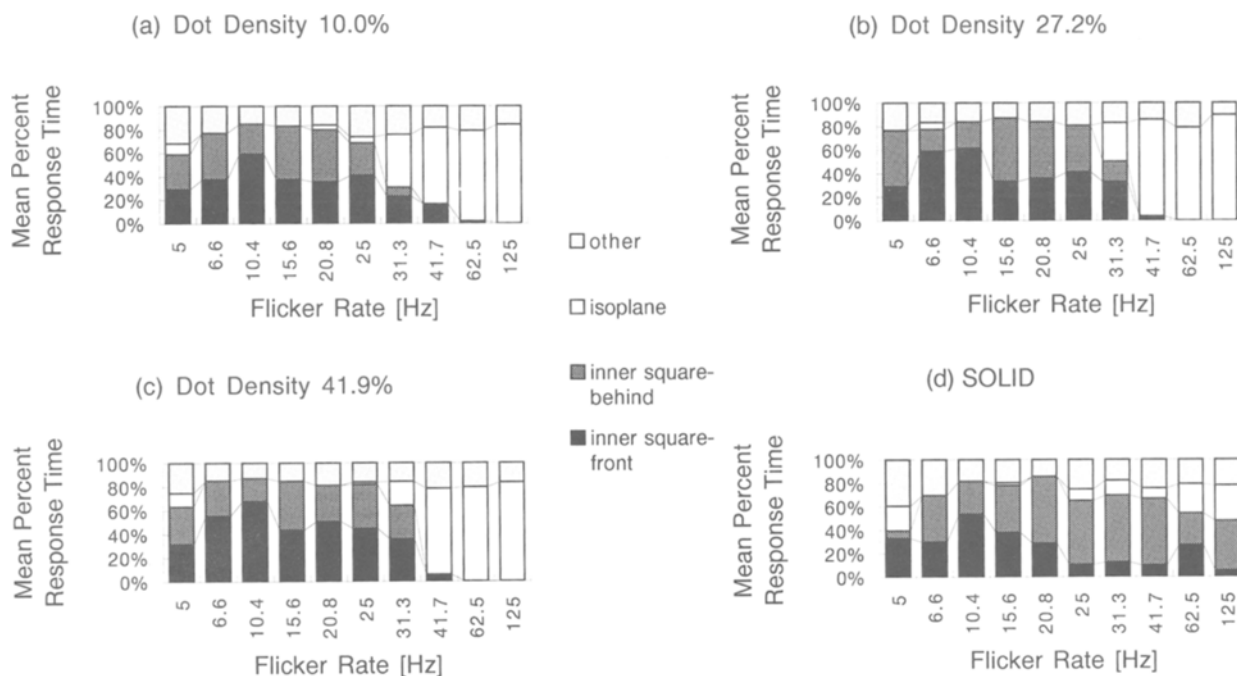 (a) Dot Density 10.0%
Mean Percent
Response Time
100%
80%
60%
40%
20%
0%
5
6.6
10.4
15.6
20.8
25
31.3
41.7
62.5
125
Flicker Rate [Hz]
(b) Dot Density 27.2%
Mean Percent
Response Time
100%
80%
60%
40%
20%
0%
5
6.6
10.4
15.6
20.8
25
31.3
41.7
62.5
125
Flicker Rate [Hz]
other
isoplane
inner square-
behind
inner square-
front
(c) Dot Density 41.9%
Mean Percent
Response Time
100%
80%
60%
40%
20%
0%
5
6.6
10.4
15.6
20.8
25
31.3
41.7
62.5
125
Flicker Rate [Hz]
(d) SOLID
Mean Percent
Response Time
100%
80%
60%
40%
20%
0%
5
6.6
10.4
15.6
20.8
25
31.3
41.7
62.5
125
Flicker Rate [Hz]